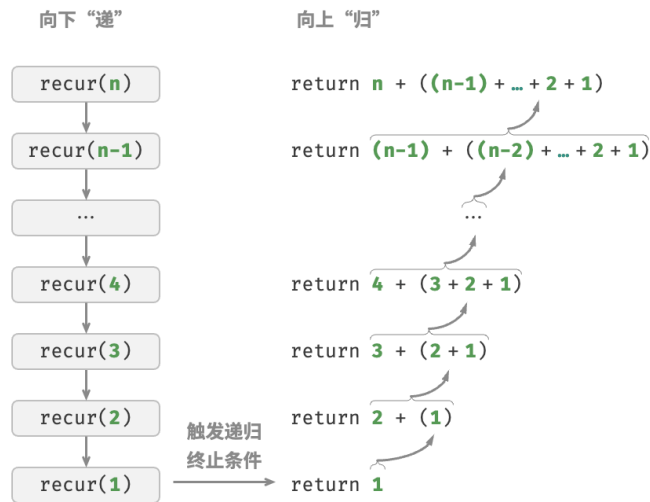 向下“递”
向上“归”
recur(n)
return n + ((n-1)+…+2+1)
recur(n-1)
return (n-1) + ((n-2)+…+2+1)
…
…
recur(4)
return 4 + (3+2+1)
recur(3)
return 3 + (2+1)
recur(2)
return 2 + (1)
触发递归
终止条件
recur(1)
return 1